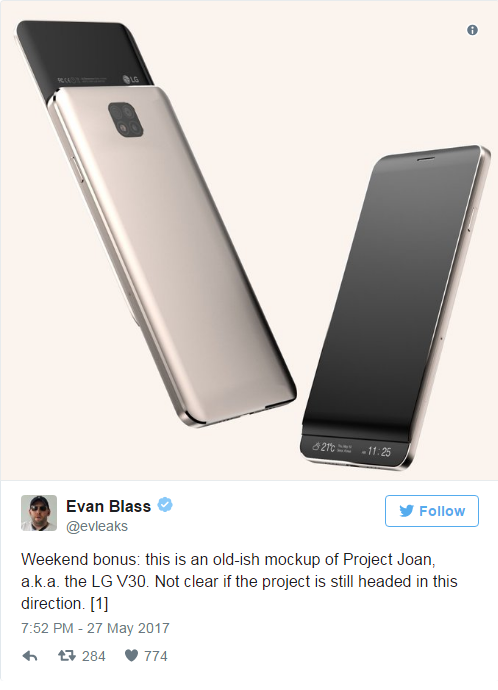 LG
21°C
11:25
Evan Blass
@evleaks
Follow
Weekend bonus: this is an old-ish mockup of Project Joan,
a.k.a. the LG V30. Not clear if the project is still headed in this
direction. [1]
7:52 PM - 27 May 2017
284 774